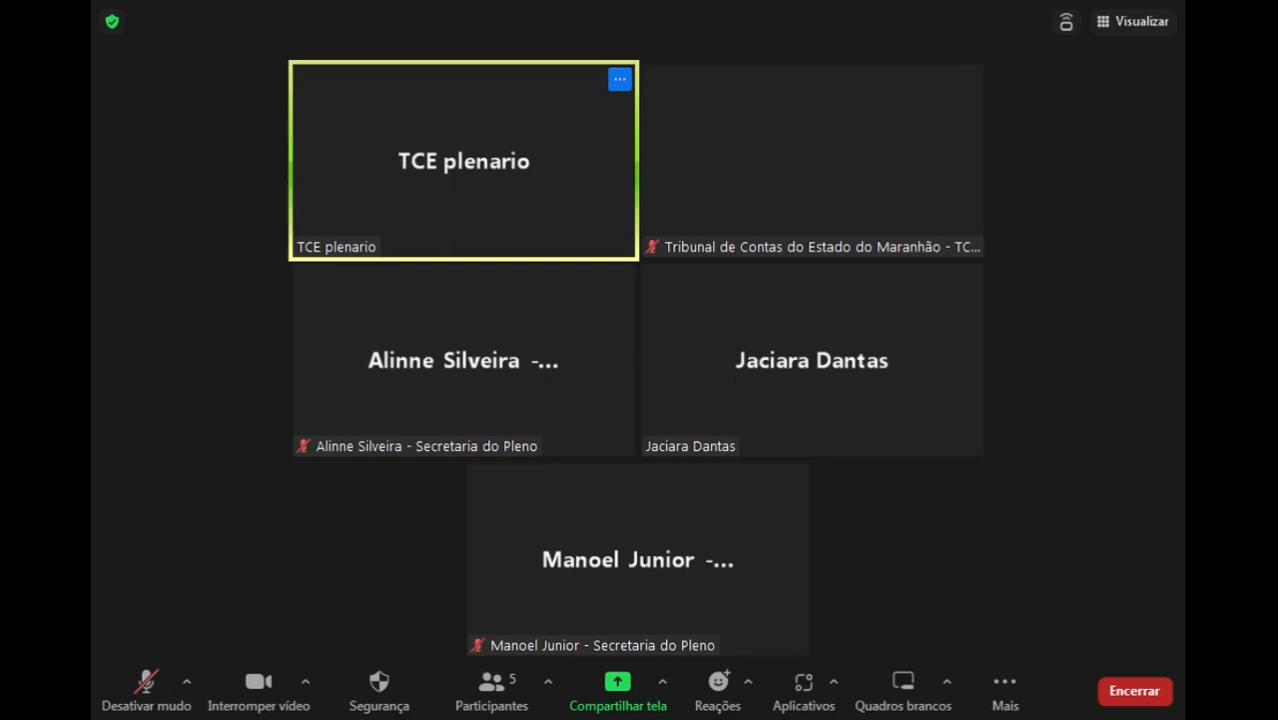 Visualizar
TCE plenario
TCE plenario
Tribunal de Contas do Estado do Maranhão - TC...
Alinne Silveira -...
Jaciara Dantas
Alinne Silveira - Secretaria do Pleno
Jaciara Dantas
Manoel Junior -...
Manoel Junior - Secretaria do Pleno
5
Desativar mudo
Interromper vídeo
Segurança
Participantes
Compartilhar tela
Reações
Aplicativos
Quadros brancos
Mais
Encerrar